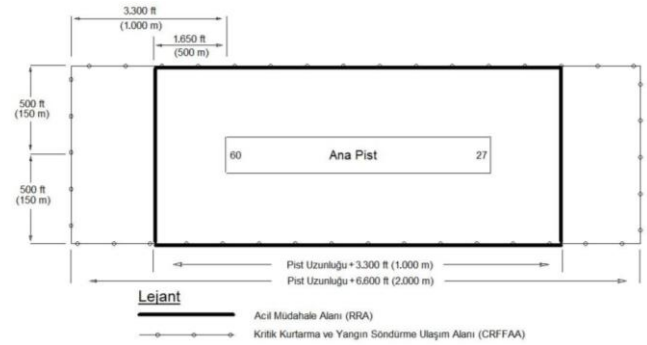 3.300 ft
(1.000 m)
1.650 ft
(500 m)
500 ft
(150 m)
500 ft
(150 m)
60 Ana Pist 27
Pist Uzunluğu+3.300 ft (1.000 m)
Pist Uzunluğu+6.600 ft (2.000 m)
Lejant
Acil Müdahale Alanı (RRA)
Kritik Kurtarma ve Yangın Söndürme Ulaşım Alanı (CRFFAA)